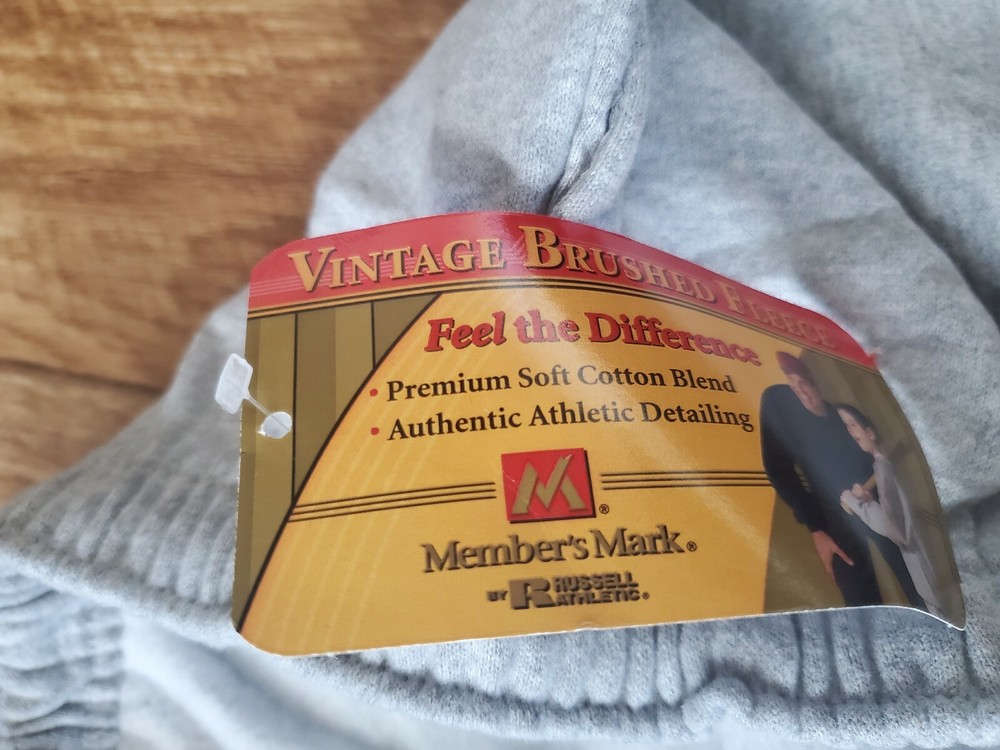 VINTAGE BRUSHED FLEECE
Feel the Difference
• Premium Soft Cotton Blend
• Authentic Athletic Detailing
M®
Member's Mark®
BY R RUSSELL
ATHLETIC®